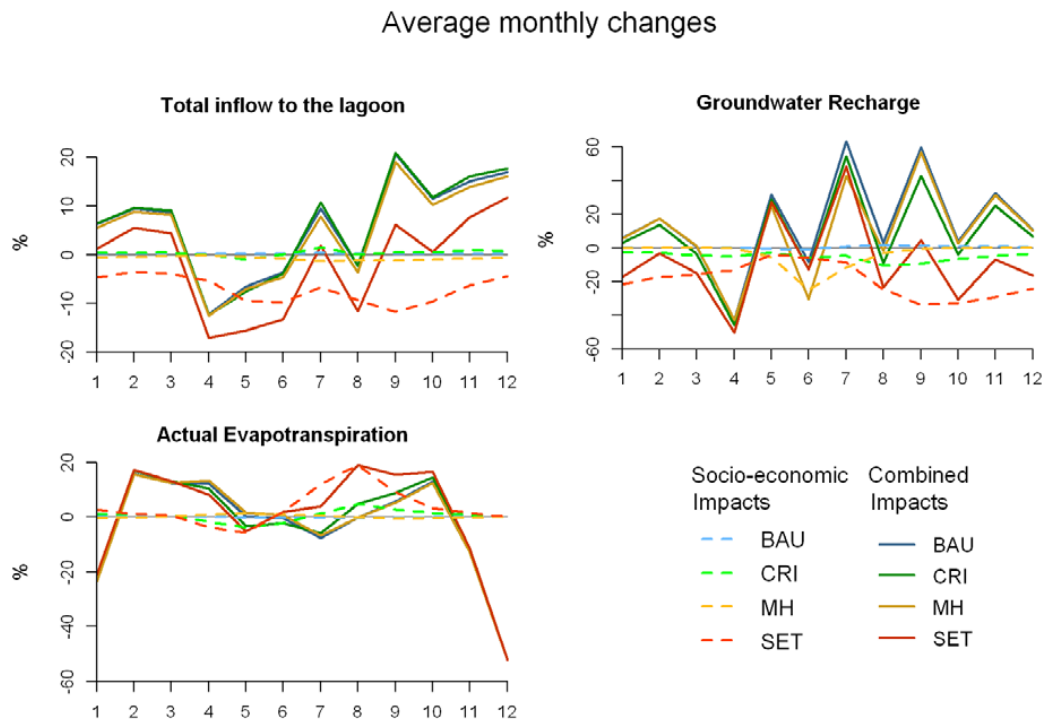 Average monthly changes
Total inflow to the lagoon
%
20
10
0
-10
-20
1 2 3 4 5 6 7 8 9 10 11 12
Groundwater Recharge
%
60
20
0
-20
-60
1 2 3 4 5 6 7 8 9 10 11 12
Actual Evapotranspiration
%
20
0
-20
-40
-60
1 2 3 4 5 6 7 8 9 10 11 12
Socio-economic Impacts
BAU
CRI
MH
SET
Combined Impacts
BAU
CRI
MH
SET